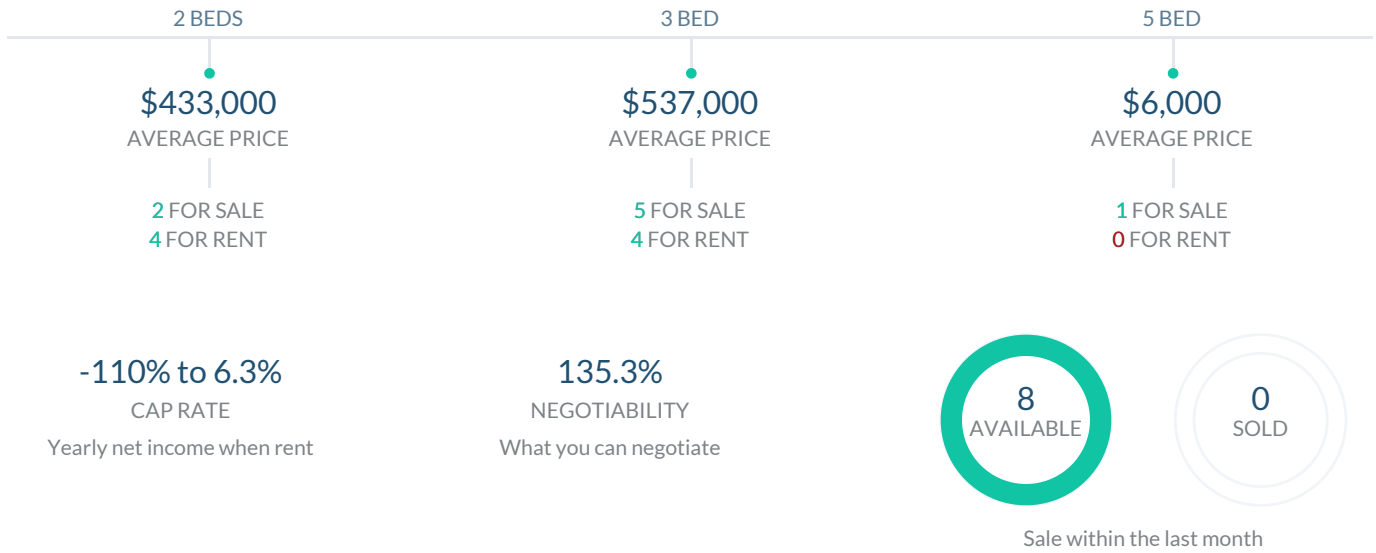 2 BEDS
$433,000
AVERAGE PRICE
2 FOR SALE
4 FOR RENT
3 BED
$537,000
AVERAGE PRICE
5 FOR SALE
4 FOR RENT
5 BED
$6,000
AVERAGE PRICE
1 FOR SALE
0 FOR RENT
-110% to 6.3%
CAP RATE
Yearly net income when rent
135.3%
NEGOTIABILITY
What you can negotiate
8
AVAILABLE
0
SOLD
Sale within the last month